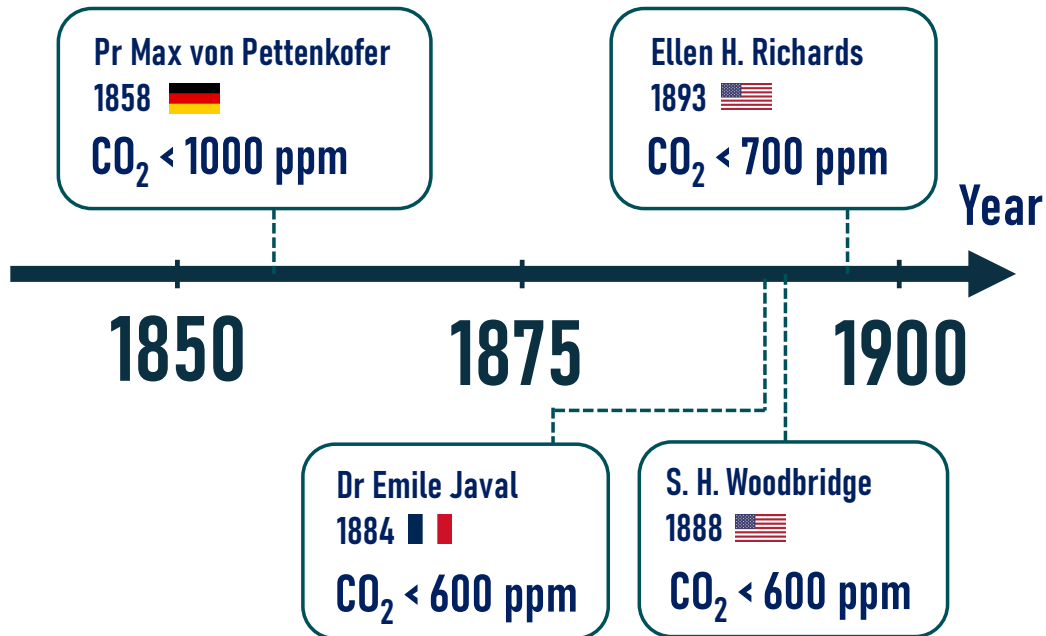 Pr Max von Pettenkofer
1858
CO₂ < 1000 ppm
Ellen H. Richards
1893
CO₂ < 700 ppm
Year
1850
1875
1900
Dr Emile Javal
1884
CO₂ < 600 ppm
S. H. Woodbridge
1888
CO₂ < 600 ppm